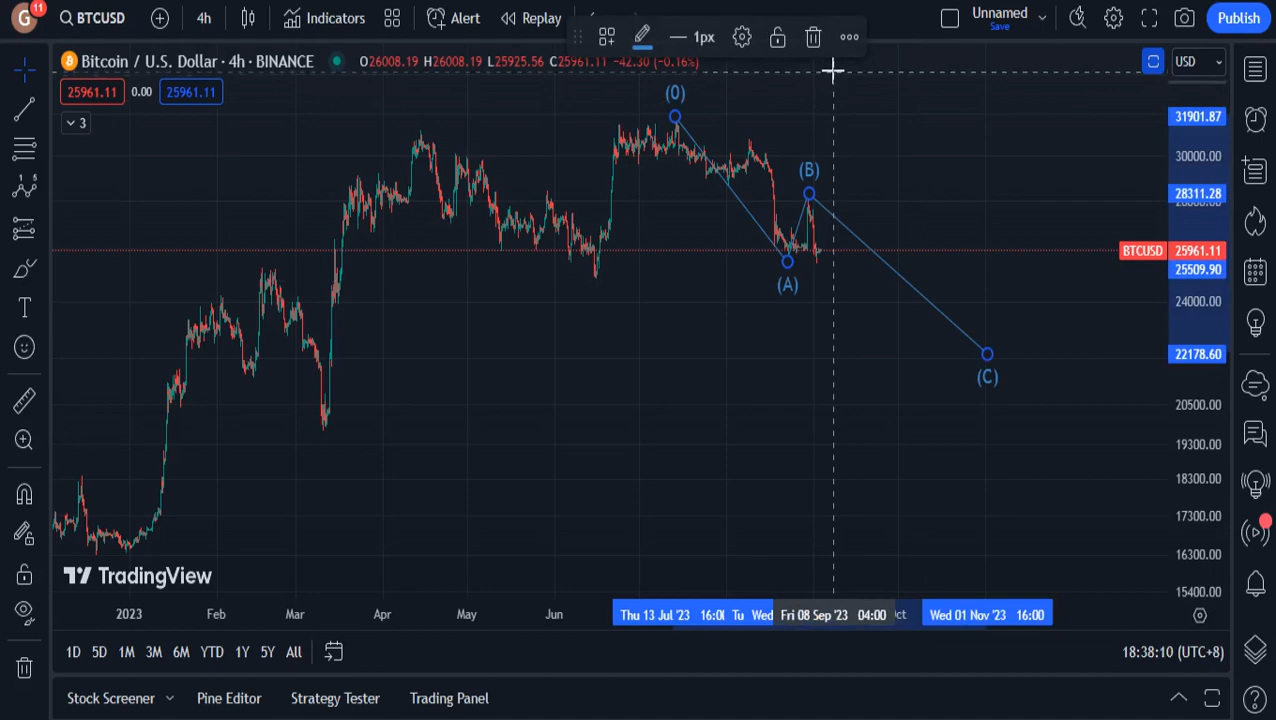 G 11 BTCUSD 4h Indicators Alert Replay Unnamed Save Publish
1px
Bitcoin / U.S. Dollar · 4h · BINANCE O26008.19 H26008.19 L25925.56 C25961.11 -42.30 (-0.16%) USD
25961.11 0.00 25961.11
3
(0)
31901.87
30000.00
(B)
28311.28
BTCUSD 25961.11
25509.90
(A)
24000.00
22178.60
(C)
20500.00
19300.00
18300.00
17300.00
16300.00
TradingView
15400.00
2023 Feb Mar Apr May Jun Thu 13 Jul '23 Tu Wed Fri 08 Sep '23 04:00 Wed 01 Nov '23 16:00
1D 5D 1M 3M 6M YTD 1Y 5Y All 18:38:10 (UTC+8)
Stock Screener Pine Editor Strategy Tester Trading Panel